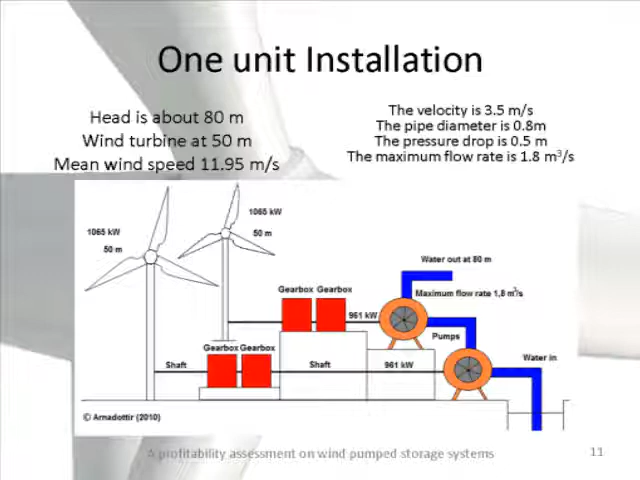 One unit Installation
Head is about 80 m
Wind turbine at 50 m
Mean wind speed 11.95 m/s
The velocity is 3.5 m/s
The pipe diameter is 0.8m
The pressure drop is 0.5 m
The maximum flow rate is 1.8 m³/s
1065 kW
50 m
1065 kW
50 m
Water out at 80 m
Gearbox Gearbox
Maximum flow rate 1,8 m³/s
961 kW
Pumps
Gearbox Gearbox
Water in
Shaft
Shaft
961 kW
© Arnadottir (2010)
A profitability assessment on wind pumped storage systems
11